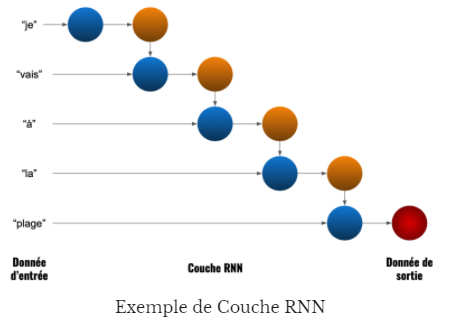 "je"
"vais"
"à"
"la"
"plage"
Donnée
d'entrée
Couche RNN
Donnée de
sortie
Exemple de Couche RNN